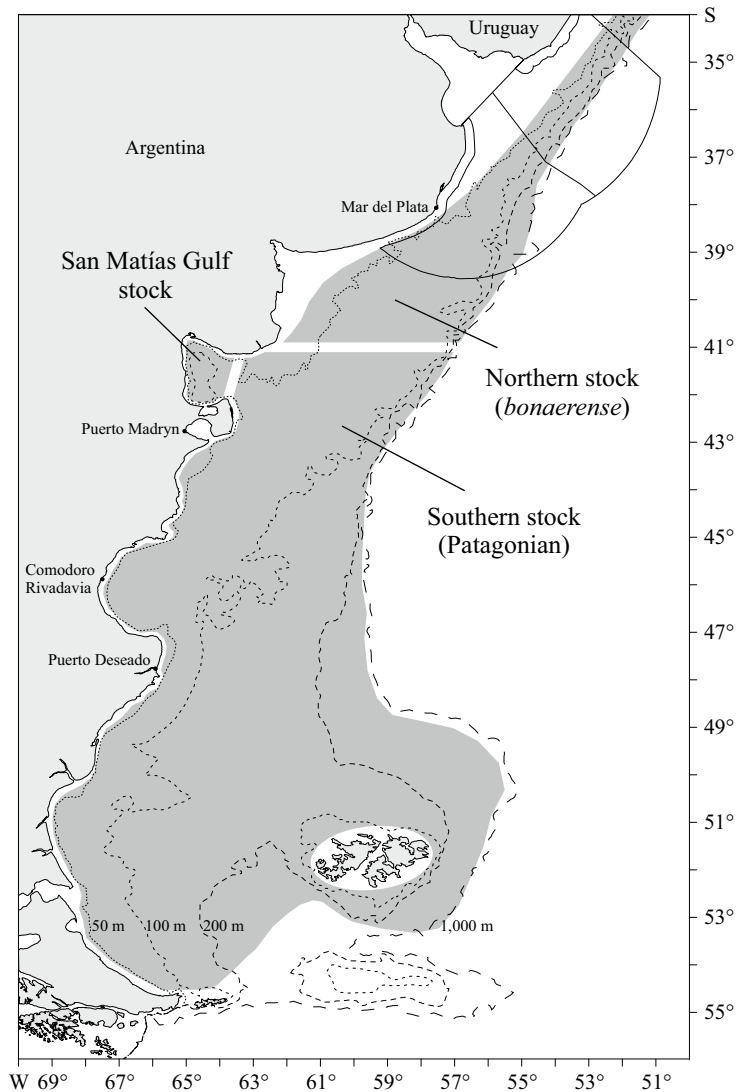 S
Uruguay
35°
Argentina
37°
Mar del Plata
39°
San Matías Gulf
stock
41°
Northern stock
(bonaerense)
Puerto Madryn
43°
Southern stock
(Patagonian)
45°
Comodoro
Rivadavia
47°
Puerto Deseado
49°
51°
50 m 100 m 200 m 1,000 m
53°
55°
W 69° 67° 65° 63° 61° 59° 57° 55° 53° 51°